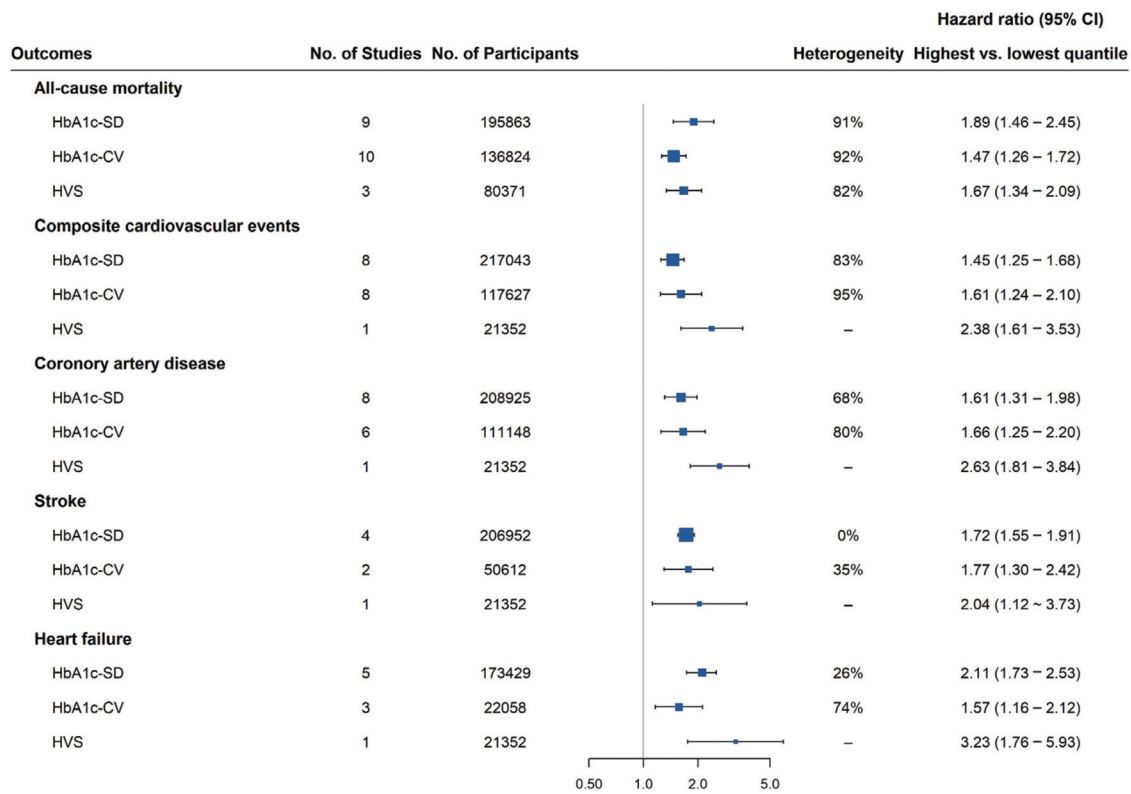 Hazard ratio (95% CI)
Outcomes No. of Studies No. of Participants Heterogeneity Highest vs. lowest quantile
All-cause mortality
HbA1c-SD 9 195863 91% 1.89 (1.46 – 2.45)
HbA1c-CV 10 136824 92% 1.47 (1.26 – 1.72)
HVS 3 80371 82% 1.67 (1.34 – 2.09)
Composite cardiovascular events
HbA1c-SD 8 217043 83% 1.45 (1.25 – 1.68)
HbA1c-CV 8 117627 95% 1.61 (1.24 – 2.10)
HVS 1 21352 – 2.38 (1.61 – 3.53)
Coronory artery disease
HbA1c-SD 8 208925 68% 1.61 (1.31 – 1.98)
HbA1c-CV 6 111148 80% 1.66 (1.25 – 2.20)
HVS 1 21352 – 2.63 (1.81 – 3.84)
Stroke
HbA1c-SD 4 206952 0% 1.72 (1.55 – 1.91)
HbA1c-CV 2 50612 35% 1.77 (1.30 – 2.42)
HVS 1 21352 – 2.04 (1.12 ~ 3.73)
Heart failure
HbA1c-SD 5 173429 26% 2.11 (1.73 – 2.53)
HbA1c-CV 3 22058 74% 1.57 (1.16 – 2.12)
HVS 1 21352 – 3.23 (1.76 – 5.93)
0.50 1.0 2.0 5.0